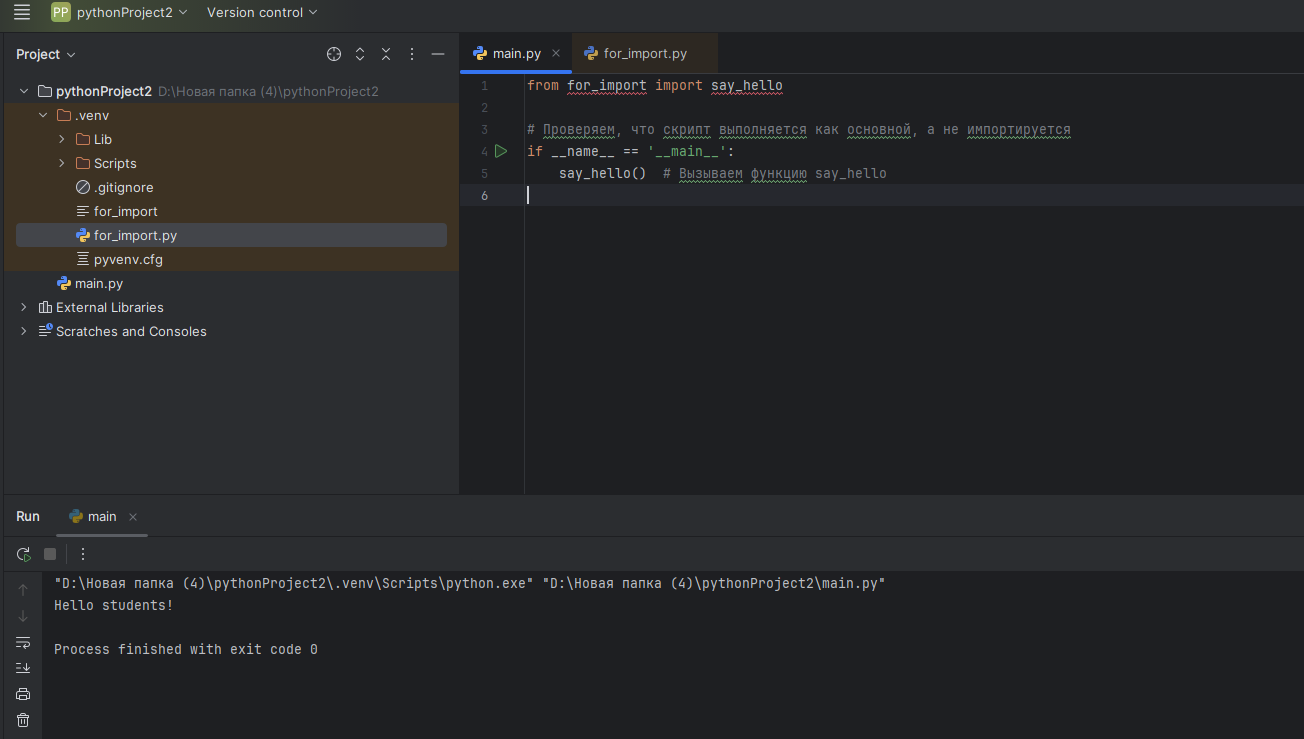 PP pythonProject2 Version control
Project
main.py
for_import.py
pythonProject2 D:\Новая папка (4)\pythonProject2
.venv
Lib
Scripts
.gitignore
for_import
for_import.py
pyvenv.cfg
main.py
External Libraries
Scratches and Consoles
1 from for_import import say_hello
2
3 # Проверяем, что скрипт выполняется как основной, а не импортируется
4 if __name__ == '__main__':
5 say_hello() # Вызываем функцию say_hello
6
Run main
"D:\Новая папка (4)\pythonProject2\.venv\Scripts\python.exe" "D:\Новая папка (4)\pythonProject2\main.py"
Hello students!
Process finished with exit code 0